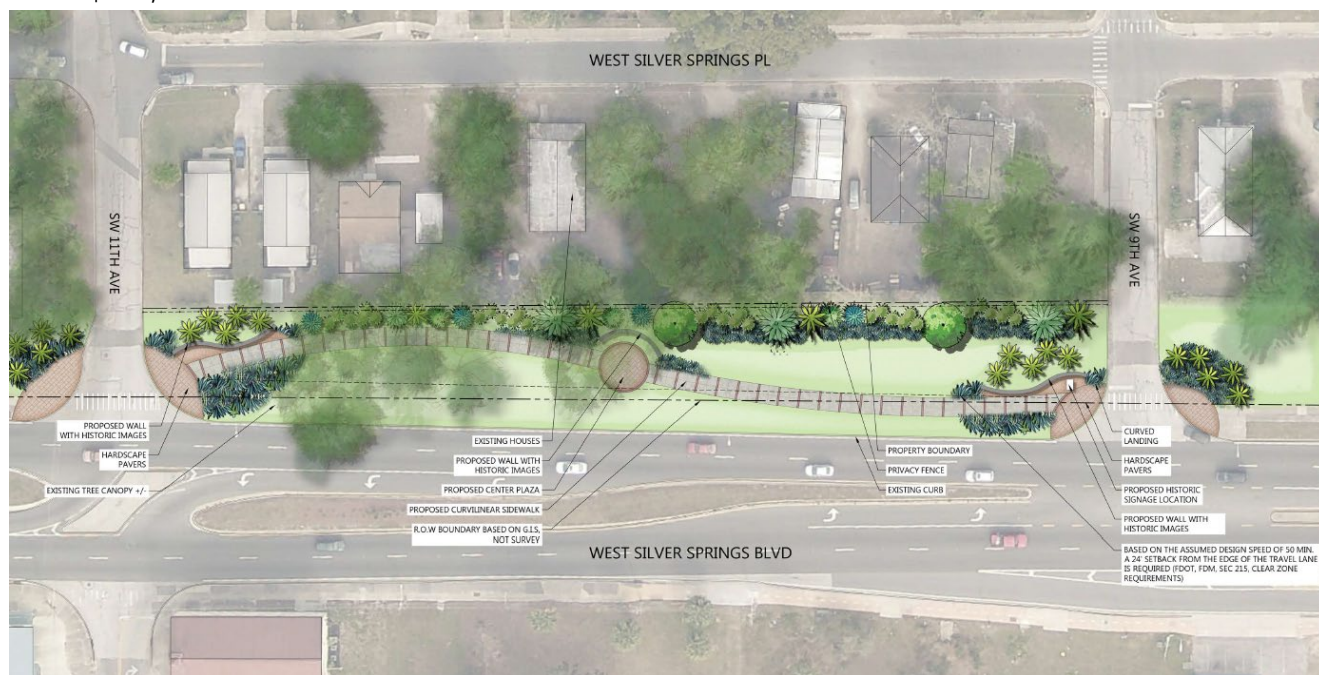 WEST SILVER SPRINGS PL
SW 11TH AVE
SW 9TH AVE
PROPOSED WALL
WITH HISTORIC IMAGES
HARDSCAPE
PAVERS
EXISTING TREE CANOPY +/-
EXISTING HOUSES
PROPOSED WALL WITH
HISTORIC IMAGES
PROPOSED CENTER PLAZA
PROPOSED CURVILINEAR SIDEWALK
R.O.W BOUNDARY BASED ON G.I.S,
NOT SURVEY
PROPERTY BOUNDARY
PRIVACY FENCE
EXISTING CURB
CURVED
LANDING
HARDSCAPE
PAVERS
PROPOSED HISTORIC
SIGNAGE LOCATION
PROPOSED WALL WITH
HISTORIC IMAGES
BASED ON THE ASSUMED DESIGN SPEED OF 50 MIN.
A 24' SETBACK FROM THE EDGE OF THE TRAVEL LANE
IS REQUIRED (FDOT, FDM, SEC 215, CLEAR ZONE
REQUIREMENTS)
WEST SILVER SPRINGS BLVD